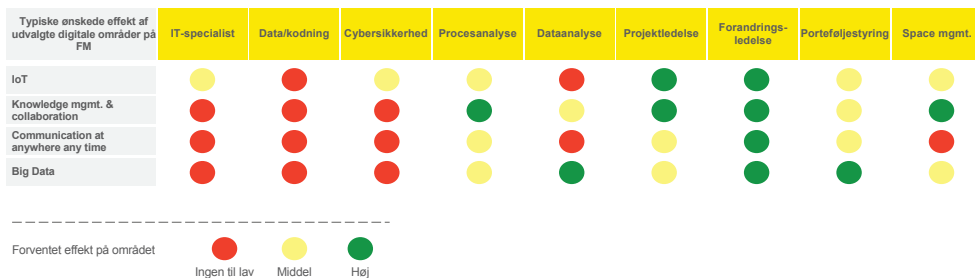 Typiske ønskede effekt af
udvalgte digitale områder på
FM
IT-specialist
Data/kodning
Cybersikkerhed
Procesanalyse
Dataanalyse
Projektledelse
Forandrings-
ledelse
Porteføljestyring
Space mgmt.
IoT
Knowledge mgmt. &
collaboration
Communication at
anywhere any time
Big Data
Forventet effekt på området
Ingen til lav
Middel
Høj